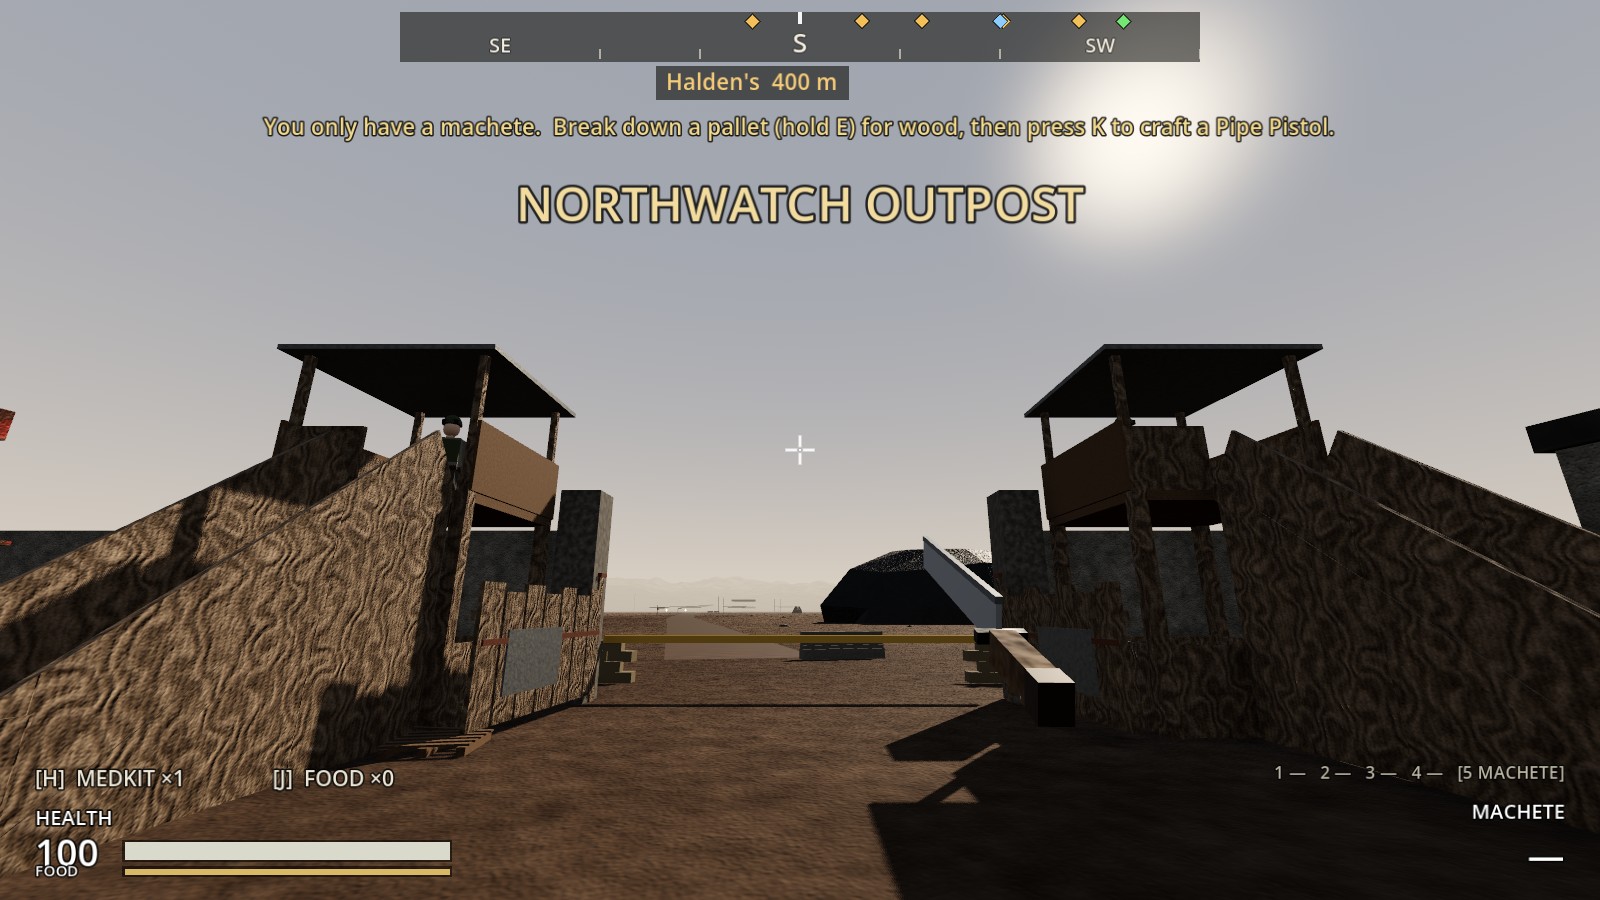 SE S SW
Halden's 400 m
You only have a machete. Break down a pallet (hold E) for wood, then press K to craft a Pipe Pistol.
NORTHWATCH OUTPOST
[H] MEDKIT ×1 [J] FOOD ×0
1 — 2 — 3 — 4 — [5 MACHETE]
HEALTH
MACHETE
100
FOOD